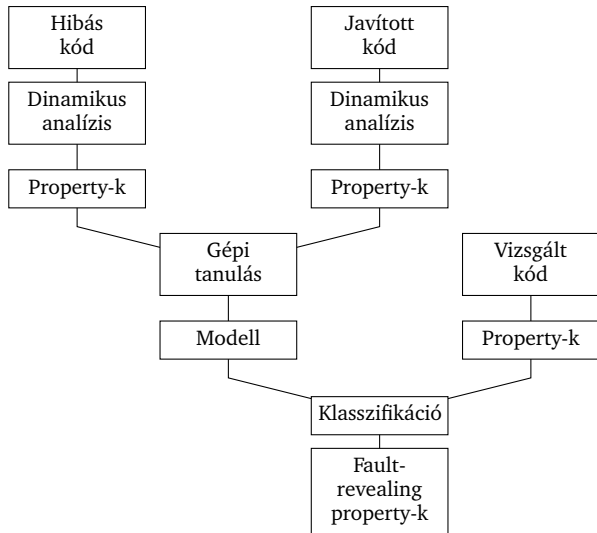 Hibás
kód
Javított
kód
Dinamikus
analízis
Dinamikus
analízis
Property-k
Property-k
Gépi
tanulás
Vizsgált
kód
Modell
Property-k
Klasszifikáció
Fault-
revealing
property-k